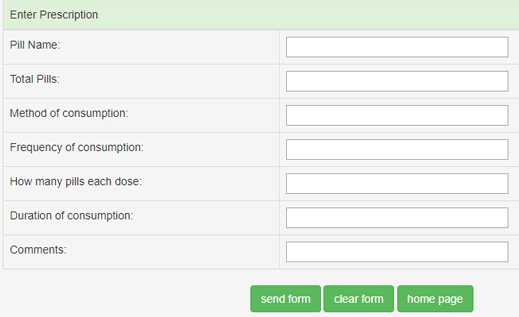 Enter Prescription
Pill Name:
Total Pills:
Method of consumption:
Frequency of consumption:
How many pills each dose:
Duration of consumption:
Comments:
send form clear form home page